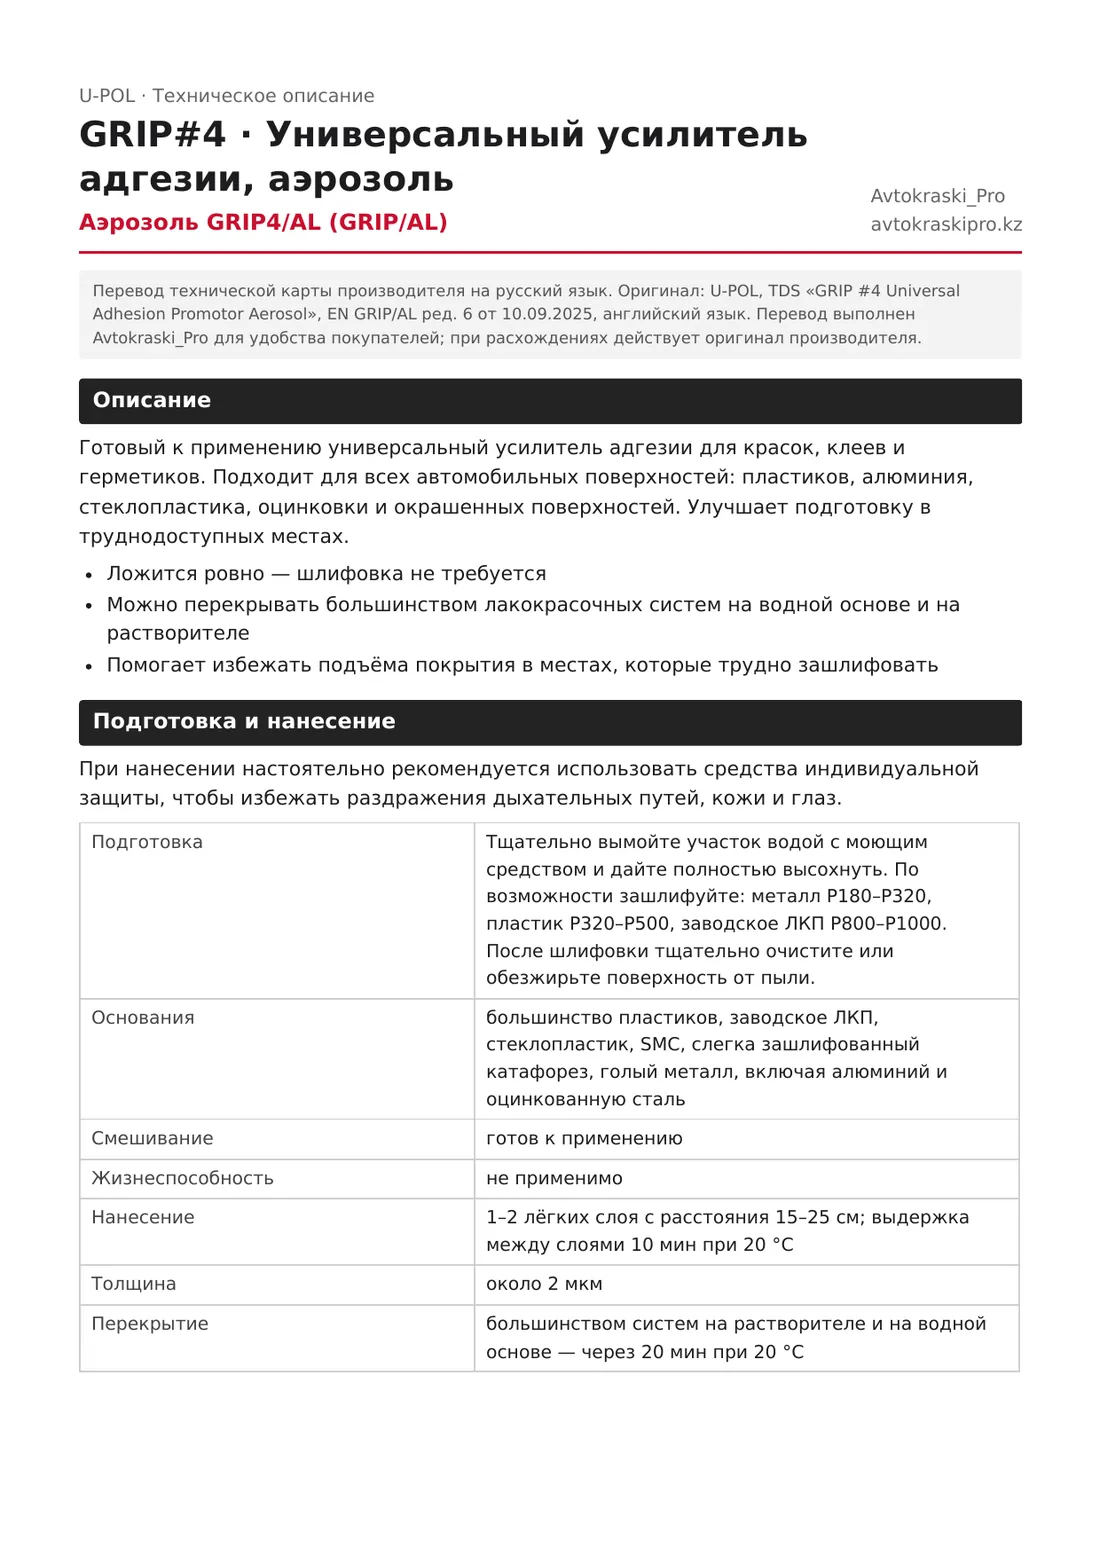 U-POL · Техническое описание
GRIP#4 · Универсальный усилитель
адгезии, аэрозоль
Аэрозоль GRIP4/AL (GRIP/AL)
Avtokraski_Pro
avtokraskipro.kz
Перевод технической карты производителя на русский язык. Оригинал: U-POL, TDS «GRIP #4 Universal
Adhesion Promotor Aerosol», EN GRIP/AL ред. 6 от 10.09.2025, английский язык. Перевод выполнен
Avtokraski_Pro для удобства покупателей; при расхождениях действует оригинал производителя.
Описание
Готовый к применению универсальный усилитель адгезии для красок, клеев и
герметиков. Подходит для всех автомобильных поверхностей: пластиков, алюминия,
стеклопластика, оцинковки и окрашенных поверхностей. Улучшает подготовку в
труднодоступных местах.
• Ложится ровно — шлифовка не требуется
• Можно перекрывать большинством лакокрасочных систем на водной основе и на
растворителе
• Помогает избежать подъёма покрытия в местах, которые трудно зашлифовать
Подготовка и нанесение
При нанесении настоятельно рекомендуется использовать средства индивидуальной
защиты, чтобы избежать раздражения дыхательных путей, кожи и глаз.
Подготовка
Тщательно вымойте участок водой с моющим
средством и дайте полностью высохнуть. По
возможности зашлифуйте: металл P180–P320,
пластик P320–P500, заводское ЛКП P800–P1000.
После шлифовки тщательно очистите или
обезжирьте поверхность от пыли.
Основания
большинство пластиков, заводское ЛКП,
стеклопластик, SMC, слегка зашлифованный
катафорез, голый металл, включая алюминий и
оцинкованную сталь
Смешивание
готов к применению
Жизнеспособность
не применимо
Нанесение
1–2 лёгких слоя с расстояния 15–25 см; выдержка
между слоями 10 мин при 20 °C
Толщина
около 2 мкм
Перекрытие
большинством систем на растворителе и на водной
основе — через 20 мин при 20 °C